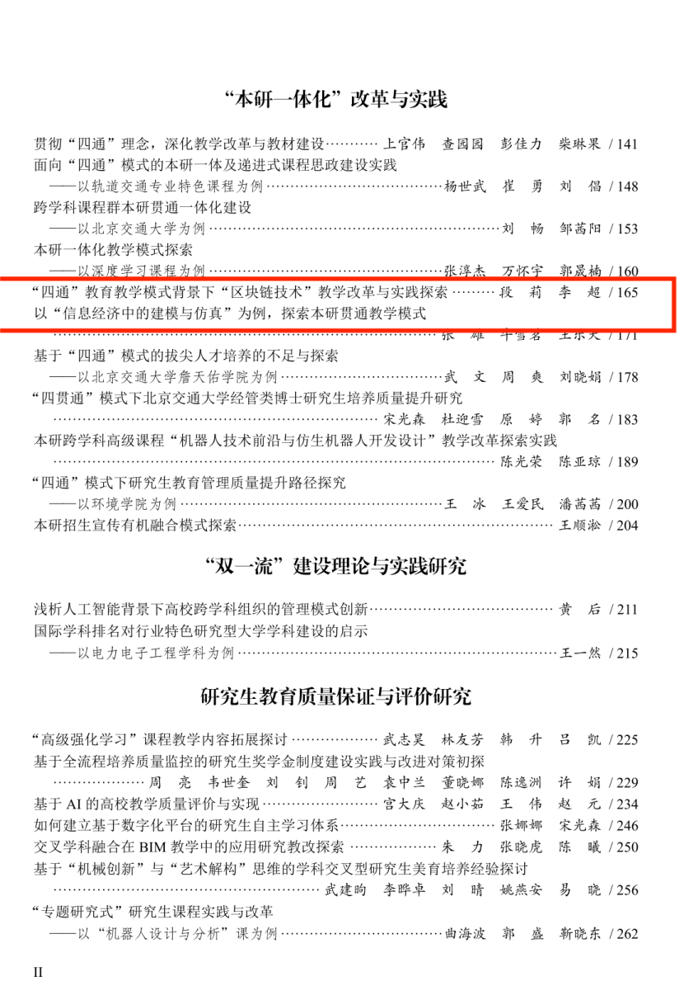 “本研一体化”改革与实践
贯彻“四通”理念，深化教学改革与教材建设………… 上官伟 查园园 彭佳力 柴琳果 / 141
面向“四通”模式的本研一体及递进式课程思政建设实践
——以轨道交通专业特色课程为例………………………………杨世武 崔 勇 刘 倡 / 148
跨学科课程群本研贯通一体化建设
——以北京交通大学为例……………………………………………………刘 畅 邹茜阳 / 153
本研一体化教学模式探索
——以深度学习课程为例…………………………………………张淳杰 万怀宇 郭晟楠 / 160
“四通”教育教学模式背景下“区块链技术”教学改革与实践探索 ……… 段 莉 李 超 / 165
以“信息经济中的建模与仿真”为例，探索本研贯通教学模式
……………………………………………………………………张 雄 牛雪茗 王乐天 / 171
基于“四通”模式的拔尖人才培养的不足与探索
——以北京交通大学詹天佑学院为例……………………………武 文 周 爽 刘晓娟 / 178
“四贯通”模式下北京交通大学经管类博士研究生培养质量提升研究
………………………………………………………… 宋光森 杜迎雪 原 婷 郭 名 / 183
本研跨学科高级课程“机器人技术前沿与仿生机器人开发设计”教学改革探索实践
……………………………………………………………………………… 陈光荣 陈亚琼 / 189
“四通”模式下研究生教育管理质量提升路径探究
——以环境学院为例………………………………………………王 冰 王爱民 潘茜茜 / 200
本研招生宣传有机融合模式探索………………………………………………………… 王顺淞 / 204
“双一流”建设理论与实践研究
浅析人工智能背景下高校跨学科组织的管理模式创新………………………………… 黄 后 / 211
国际学科排名对行业特色研究型大学学科建设的启示
——以电力电子工程学科为例…………………………………………………………王一然 / 215
研究生教育质量保证与评价研究
“高级强化学习”课程教学内容拓展探讨 ……………… 武志昊 林友芳 韩 升 吕 凯 / 225
基于全流程培养质量监控的研究生奖学金制度建设实践与改进对策初探
……………… 周 亮 韦世奎 刘 钊 周 艺 袁中兰 董晓娜 陈逸洲 许 娟 / 229
基于 AI 的高校教学质量评价与实现…………………… 宫大庆 赵小茹 王 伟 赵 元 / 234
如何建立基于数字化平台的研究生自主学习体系…………………………… 张娜娜 宋光森 / 246
交叉学科融合在 BIM 教学中的应用研究教改探索 ……………… 朱 力 张晓虎 陈 曦 / 250
基于“机械创新”与“艺术解构”思维的学科交叉型研究生美育培养经验探讨
……………………………………………… 武建昫 李晔卓 刘 晴 姚燕安 易 晓 / 256
“专题研究式”研究生课程实践与改革
——以“机器人设计与分析”课为例……………………………曲海波 郭 盛 靳晓东 / 262
II